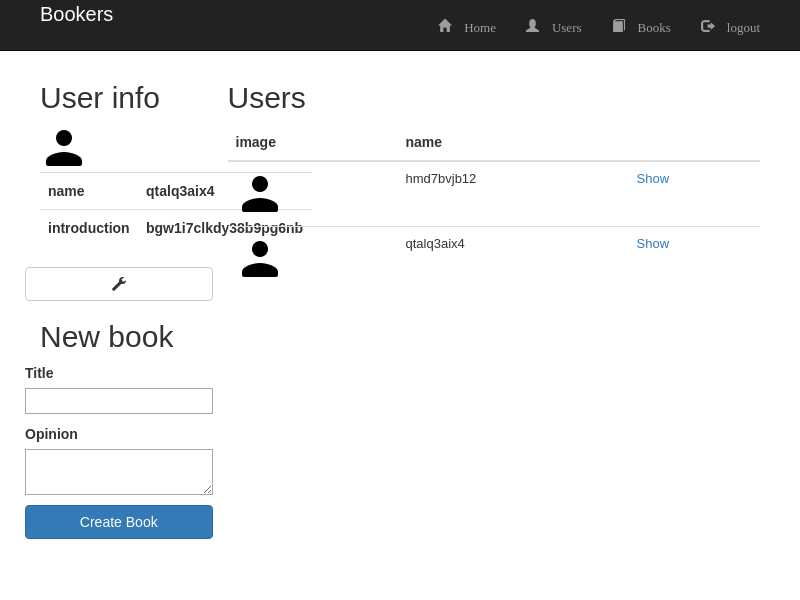 Bookers
Home Users Books logout
User info
name qtalq3aix4
introduction bgw1i7clkdy38b9pg6nb
New book
Title
Opinion
Create Book
Users
image name
hmd7bvjb12 Show
qtalq3aix4 Show